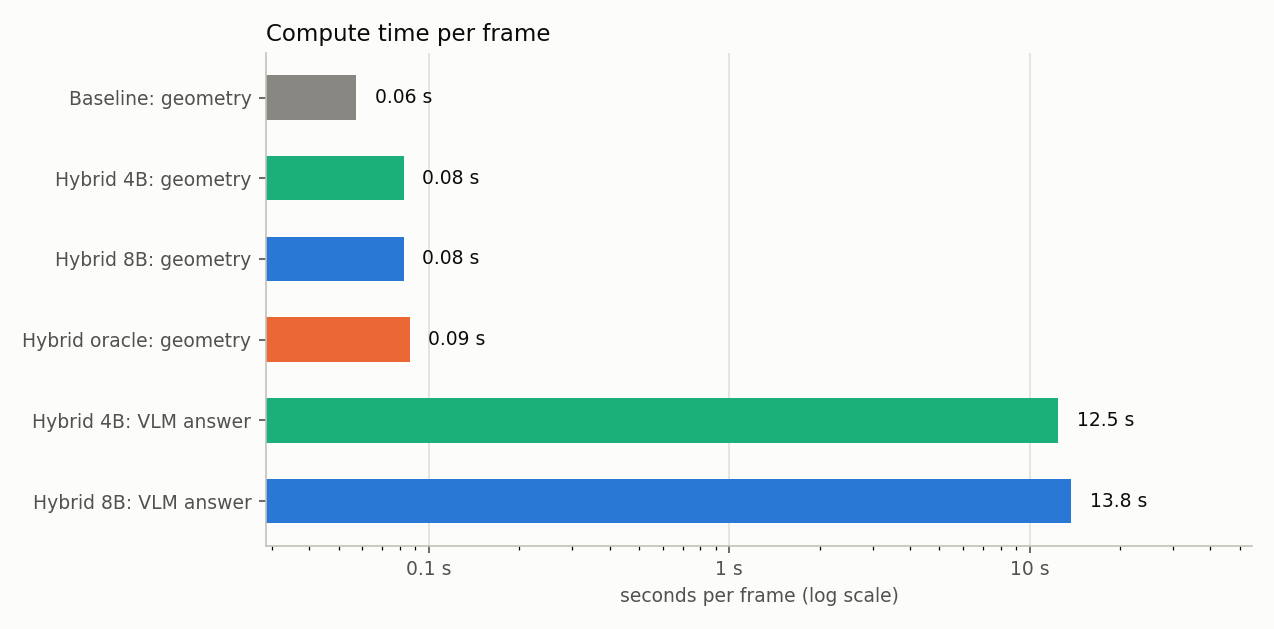 Compute time per frame
Baseline: geometry 0.06 s
Hybrid 4B: geometry 0.08 s
Hybrid 8B: geometry 0.08 s
Hybrid oracle: geometry 0.09 s
Hybrid 4B: VLM answer 12.5 s
Hybrid 8B: VLM answer 13.8 s
0.1 s 1 s 10 s
seconds per frame (log scale)